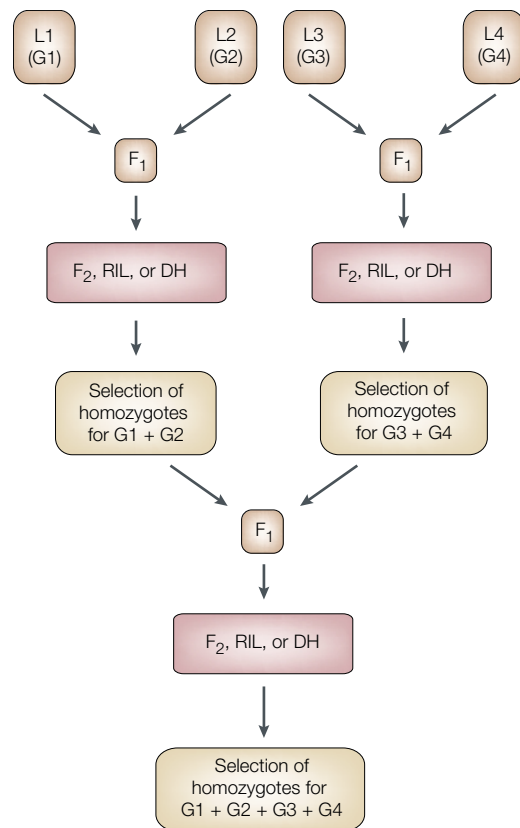 L1
(G1)
L2
(G2)
L3
(G3)
L4
(G4)
F1
F1
F2, RIL, or DH
F2, RIL, or DH
Selection of
homozygotes
for G1 + G2
Selection of
homozygotes
for G3 + G4
F1
F2, RIL, or DH
Selection of
homozygotes for
G1 + G2 + G3 + G4